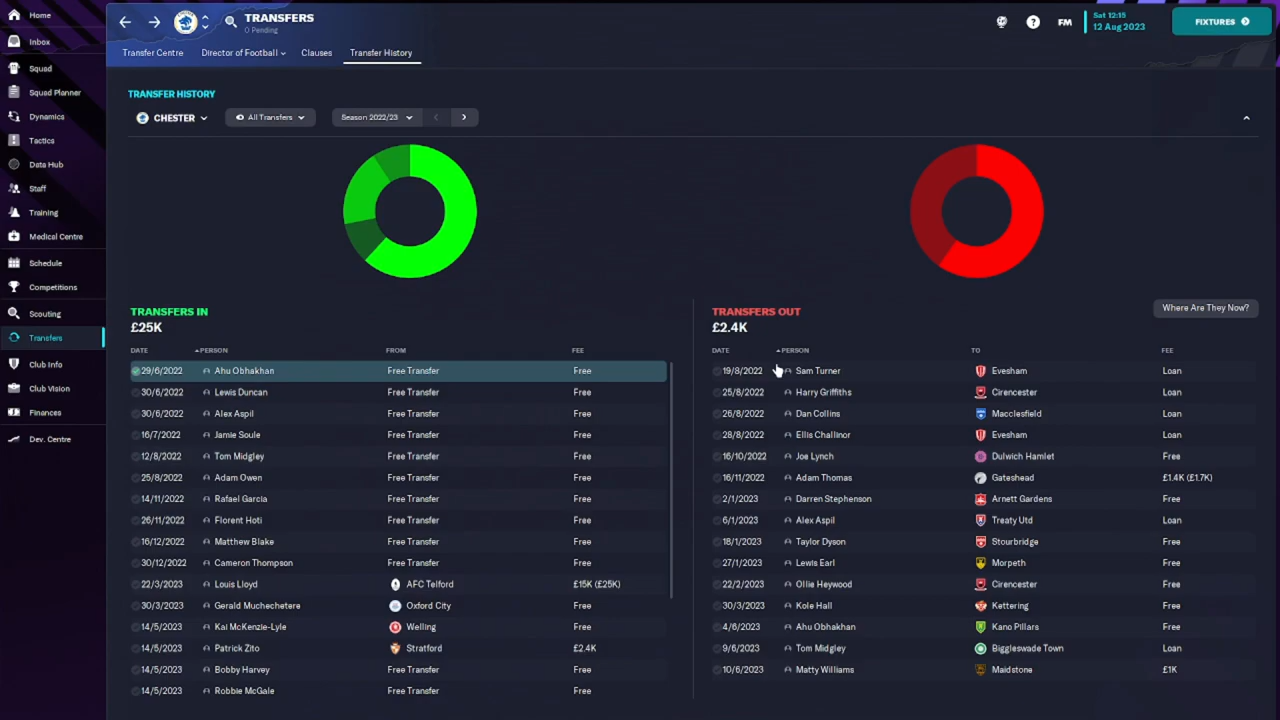 Home
TRANSFERS
0 Pending
FM
Sat 12:15
12 Aug 2023
FIXTURES
Inbox
Squad
Squad Planner
Dynamics
Tactics
Data Hub
Staff
Training
Medical Centre
Schedule
Competitions
Scouting
Transfers
Club Info
Club Vision
Finances
Dev. Centre
Transfer Centre Director of Football Clauses Transfer History
TRANSFER HISTORY
CHESTER All Transfers Season 2022/23
TRANSFERS IN
£25K
DATE PERSON FROM FEE
29/6/2022 Ahu Obhakhan Free Transfer Free
30/6/2022 Lewis Duncan Free Transfer Free
30/6/2022 Alex Aspil Free Transfer Free
16/7/2022 Jamie Soule Free Transfer Free
12/8/2022 Tom Midgley Free Transfer Free
25/8/2022 Adam Owen Free Transfer Free
14/11/2022 Rafael Garcia Free Transfer Free
26/11/2022 Florent Hoti Free Transfer Free
16/12/2022 Matthew Blake Free Transfer Free
30/12/2022 Cameron Thompson Free Transfer Free
22/3/2023 Louis Lloyd AFC Telford £15K (£25K)
30/3/2023 Gerald Muchechetere Oxford City Free
14/5/2023 Kai McKenzie-Lyle Welling Free
14/5/2023 Patrick Zito Stratford £2.4K
14/5/2023 Bobby Harvey Free Transfer Free
14/5/2023 Robbie McGale Free Transfer Free
TRANSFERS OUT
£2.4K
Where Are They Now?
DATE PERSON TO FEE
19/8/2022 Sam Turner Evesham Loan
25/8/2022 Harry Griffiths Cirencester Loan
26/8/2022 Dan Collins Macclesfield Loan
28/8/2022 Ellis Challinor Evesham Loan
16/10/2022 Joe Lynch Dulwich Hamlet Free
16/11/2022 Adam Thomas Gateshead £1.4K (£1.7K)
2/1/2023 Darren Stephenson Arnett Gardens Free
6/1/2023 Alex Aspil Treaty Utd Loan
18/1/2023 Taylor Dyson Stourbridge Free
27/1/2023 Lewis Earl Morpeth Free
22/2/2023 Ollie Heywood Cirencester Free
30/3/2023 Kole Hall Kettering Free
4/6/2023 Ahu Obhakhan Kano Pillars Free
9/6/2023 Tom Midgley Biggleswade Town Loan
10/6/2023 Matty Williams Maidstone £1K